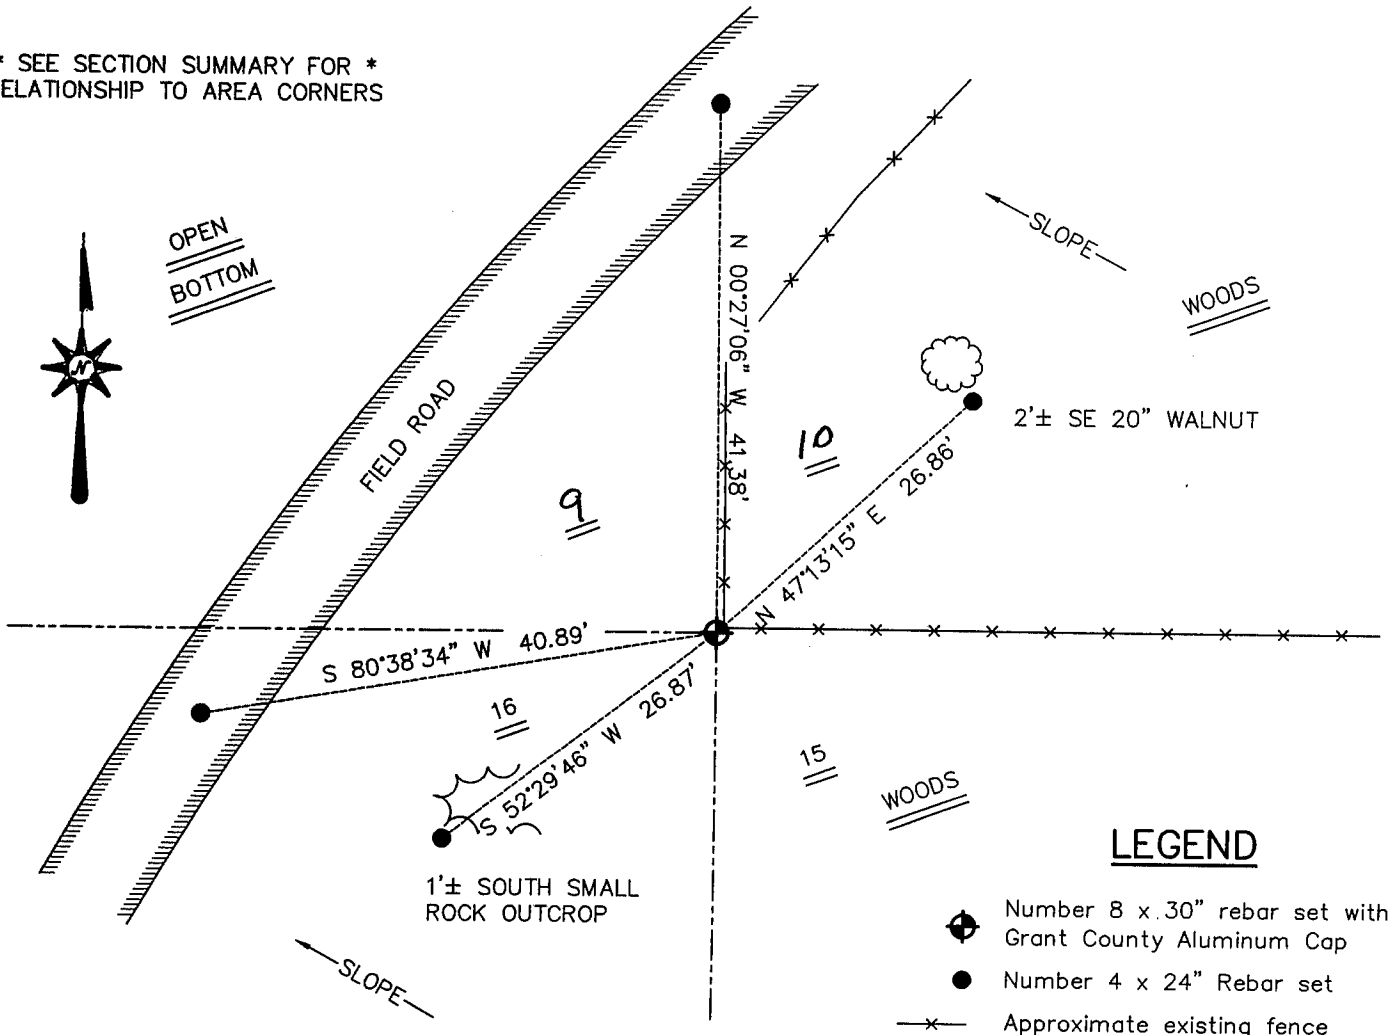 * SEE SECTION SUMMARY FOR *
ELATIONSHIP TO AREA CORNERS
OPEN
BOTTOM
N
FIELD ROAD
N 00°27'06" W 41.38'
SLOPE
WOODS
2'± SE 20" WALNUT
10
9
N 47°13'15" E 26.86'
S 80°38'34" W 40.89'
16
S 52°29'46" W 26.87'
15
WOODS
1'± SOUTH SMALL
ROCK OUTCROP
SLOPE
LEGEND
Number 8 x 30" rebar set with
Grant County Aluminum Cap
Number 4 x 24" Rebar set
Approximate existing fence